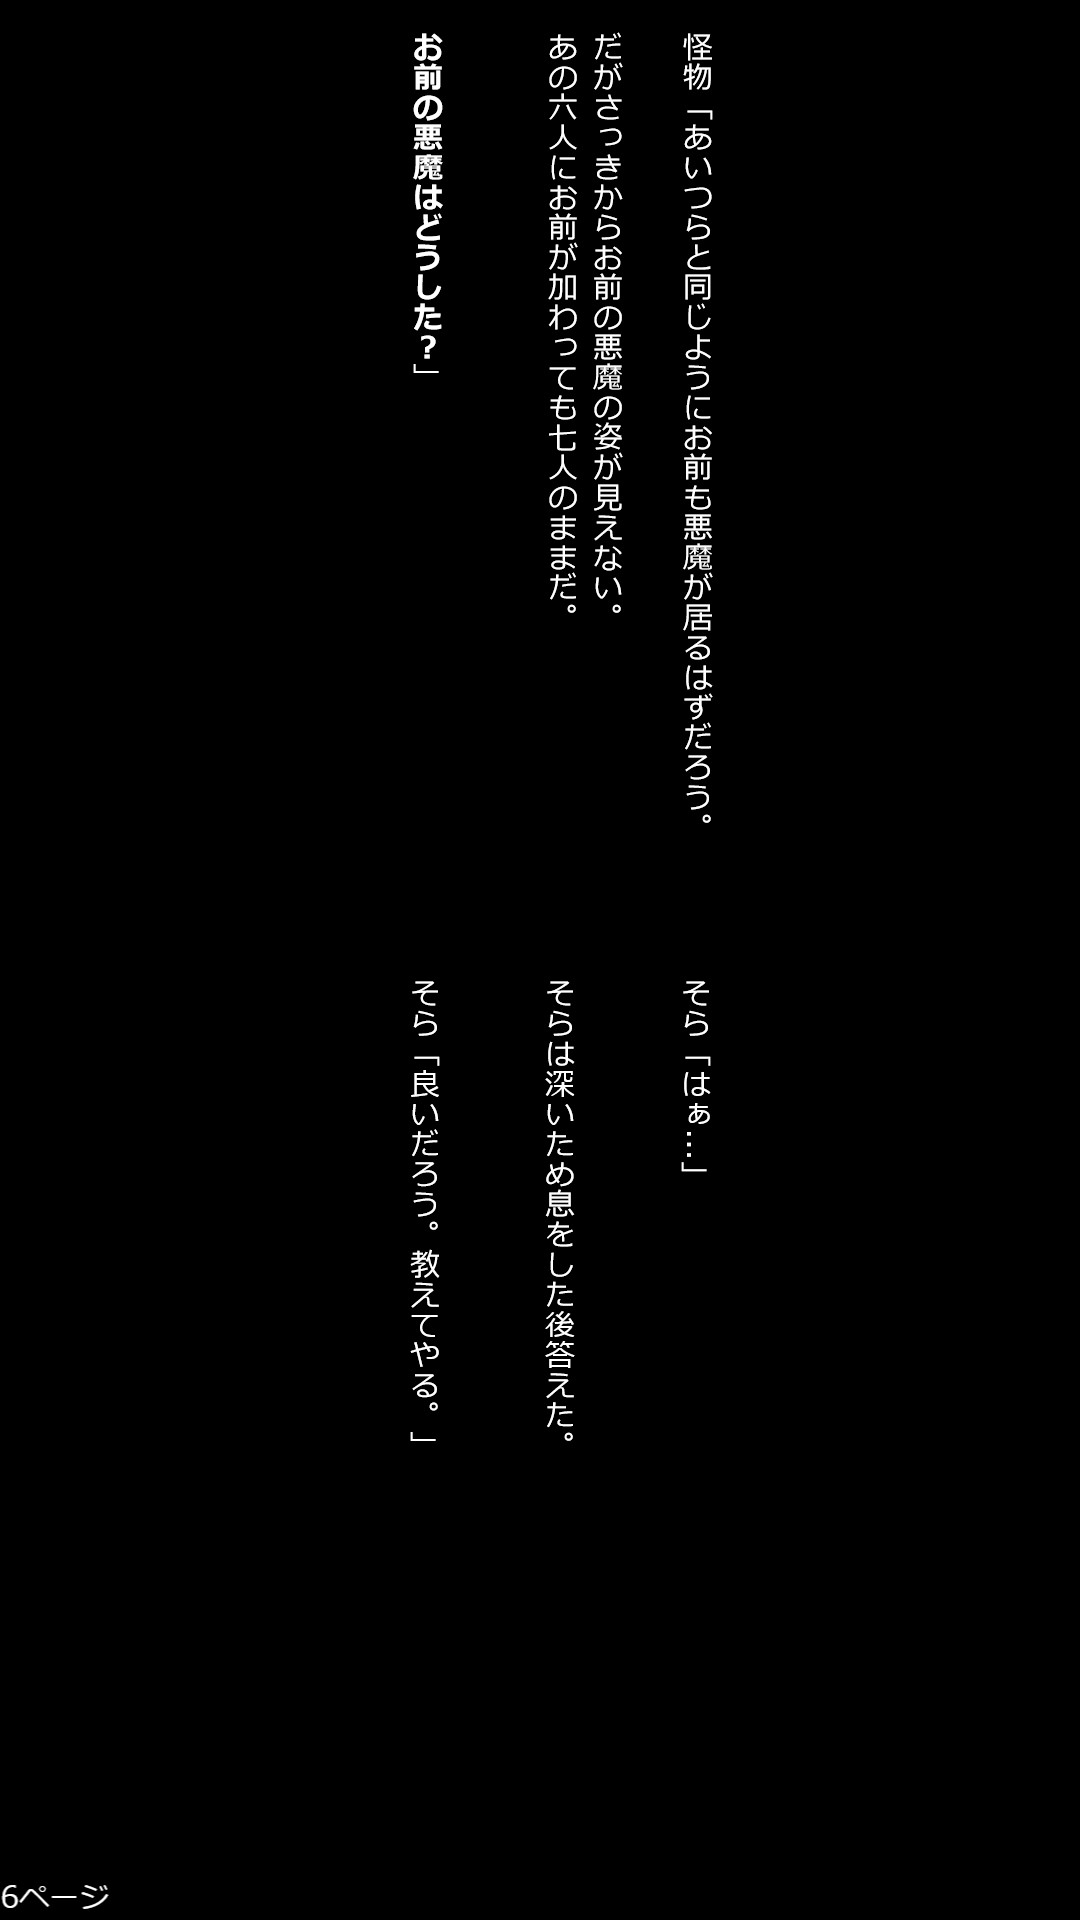 怪物「あいつらと同じようにお前も悪魔が居るはずだろう。
だがさっきからお前の悪魔の姿が見えない。
あの六人にお前が加わっても七人のままだ。
お前の悪魔はどうした?」
そら「はぁ…」
そらは深いため息をした後答えた。
そら「良いだろう。教えてやる。」
6ページ